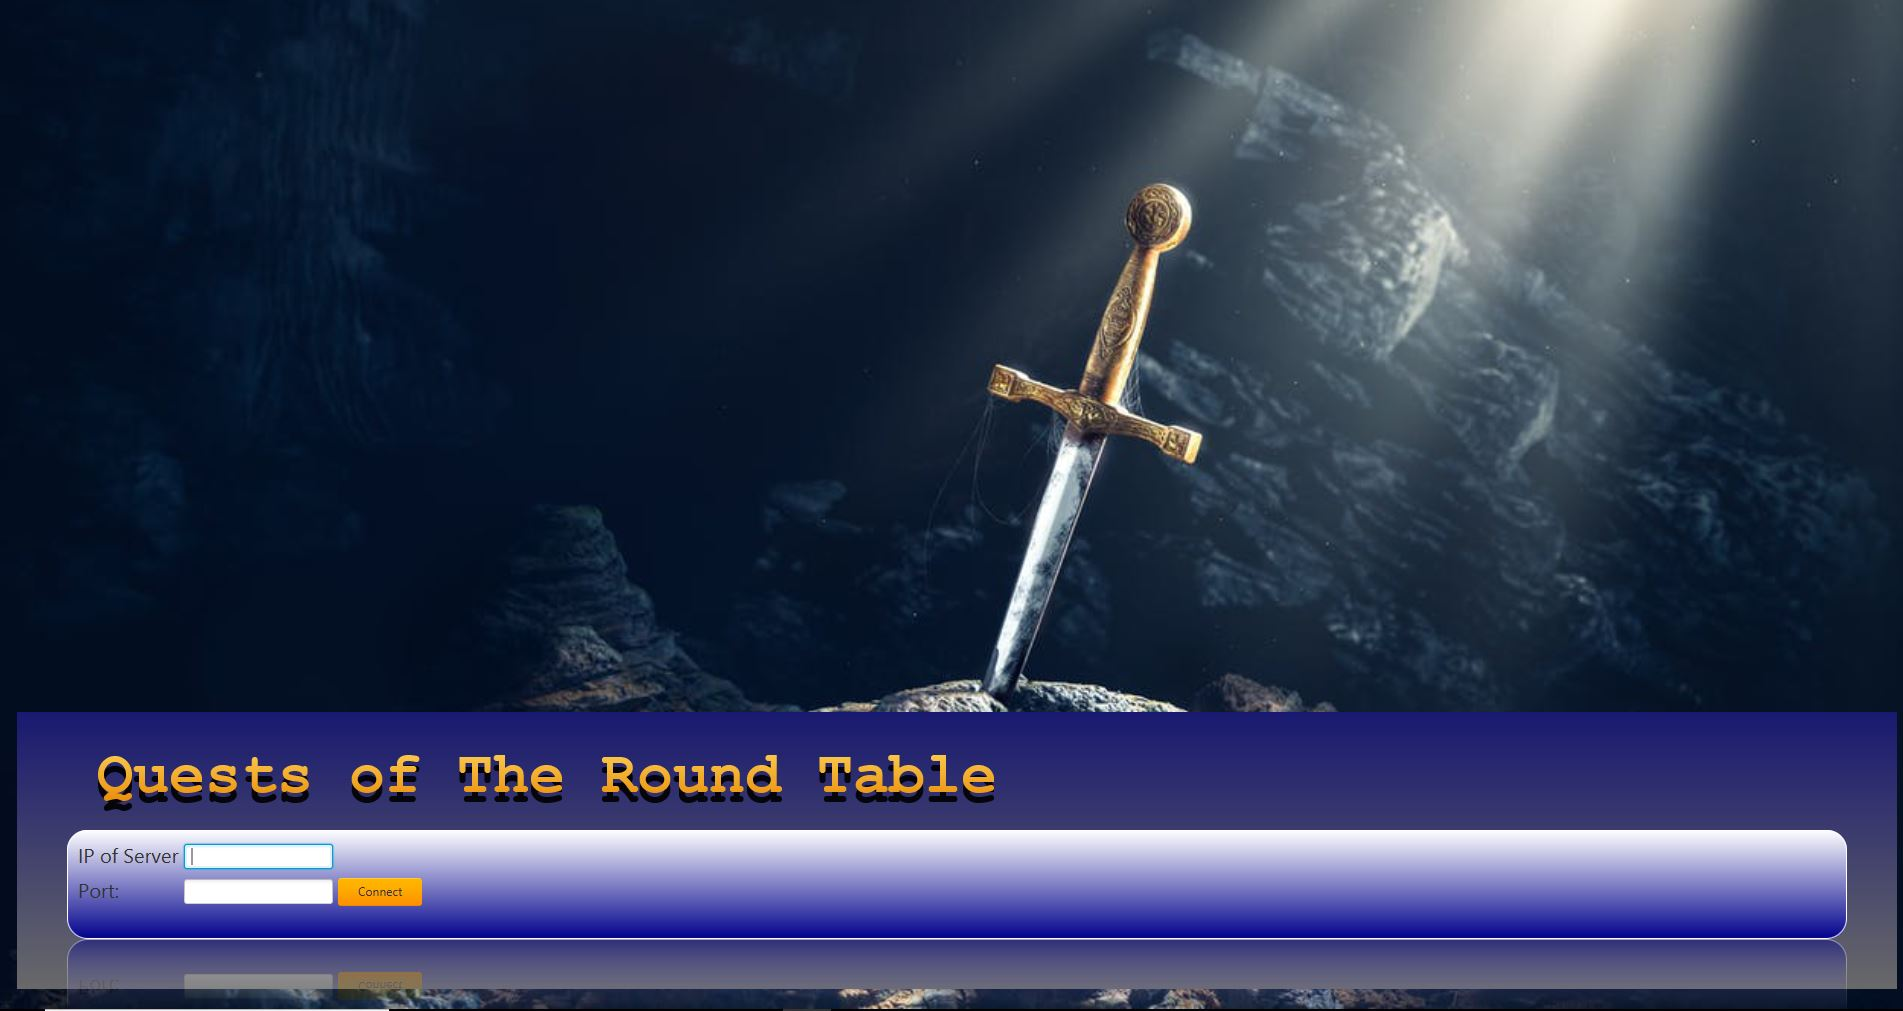 Quests of The Round Table
IP of Server
Port:
Connect